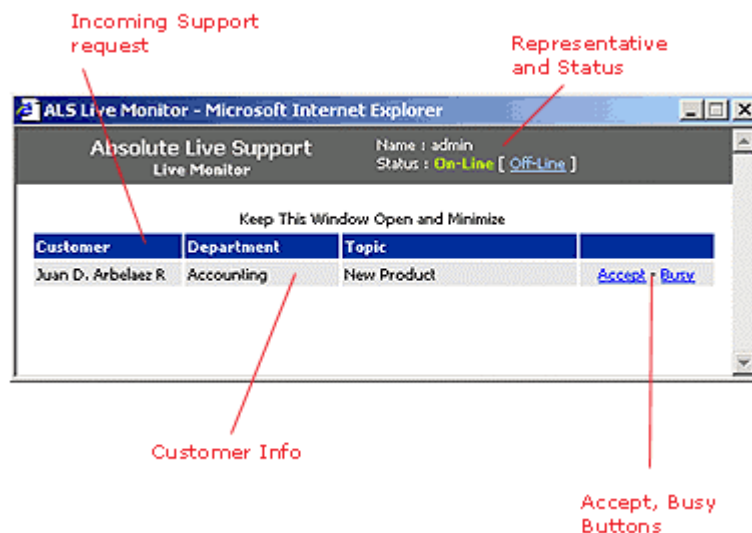 Incoming Support
request
Representative
and Status
ALS Live Monitor - Microsoft Internet Explorer
Absolute Live Support
Live Monitor
Name : admin
Status : On-Line [ Off-Line ]
Keep This Window Open and Minimize
Customer Department Topic
Juan D. Arbelaez R Accounting New Product Accept - Busy
Customer Info
Accept, Busy
Buttons